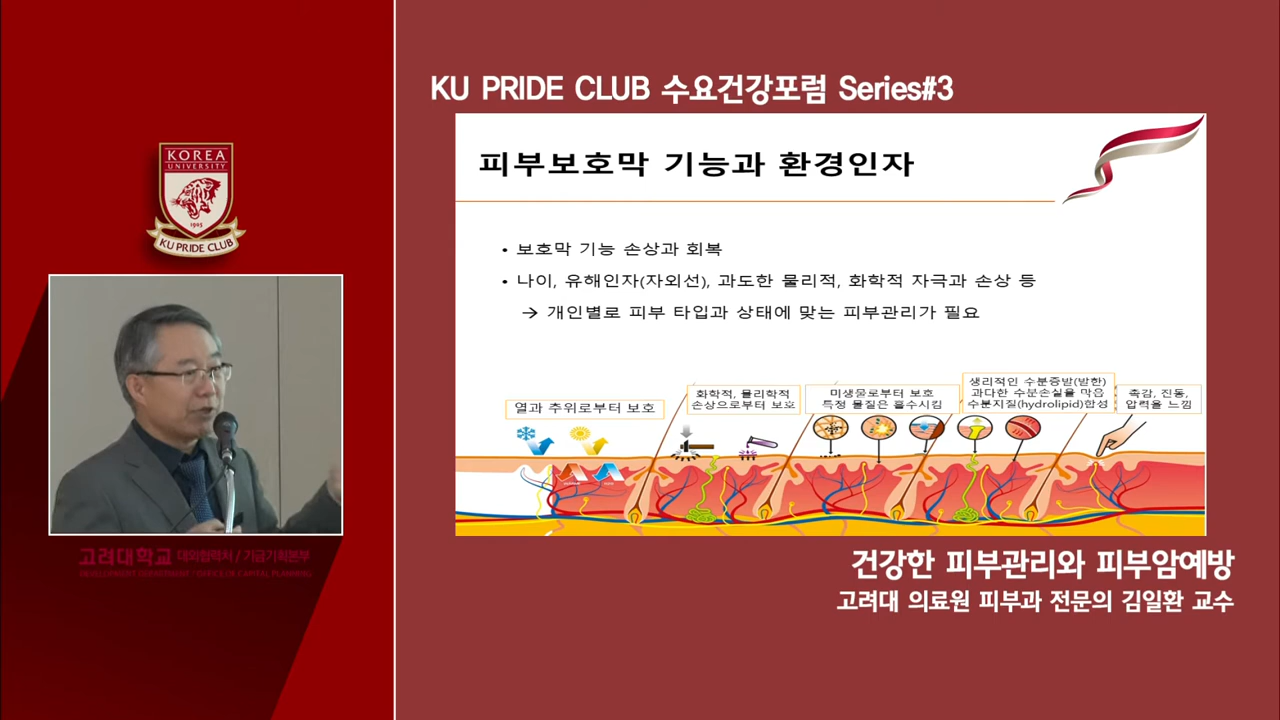 KU PRIDE CLUB 수요건강포럼 Series#3
KOREA
UNIVERSITY
1905
KU PRIDE CLUB
피부보호막 기능과 환경인자
• 보호막 기능 손상과 회복
• 나이, 유해인자(자외선), 과도한 물리적, 화학적 자극과 손상 등
→ 개인별로 피부 타입과 상태에 맞는 피부관리가 필요
열과 추위로부터 보호
화학적, 물리학적
손상으로부터 보호
미생물로부터 보호
특정 물질은 흡수시킴
생리적인 수분증발(발한)
과다한 수분손실을 막음
수분지질(hydrolipid)합성
촉감, 진동,
압력을 느낌
고려대학교 대외협력처 / 기금기획본부
DEVELOPMENT DEPARTMENT / OFFICE OF CAPITAL PLANNING
건강한 피부관리와 피부암예방
고려대 의료원 피부과 전문의 김일환 교수